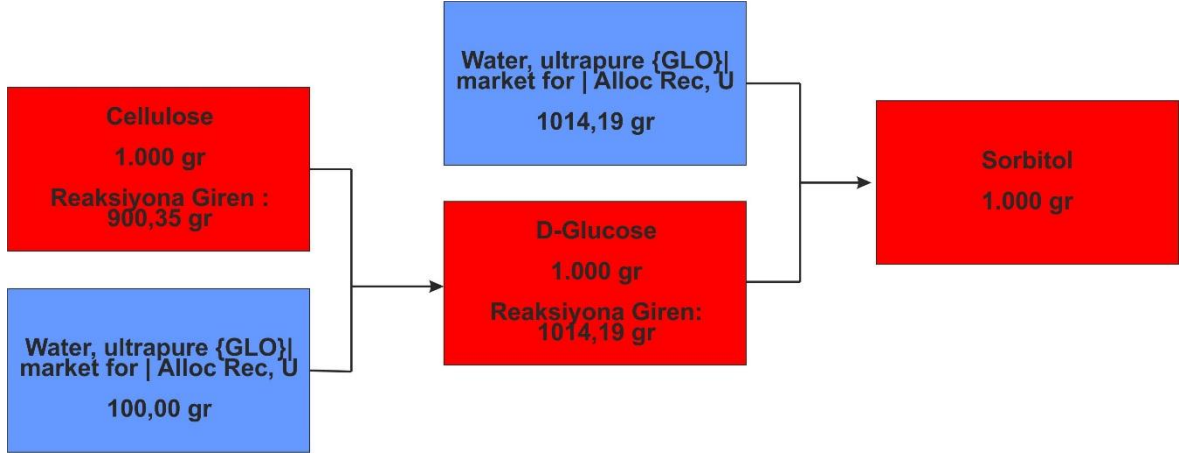 Cellulose
1.000 gr
Reaksiyona Giren :
900,35 gr
Water, ultrapure {GLO}|
market for | Alloc Rec, U
100,00 gr
Water, ultrapure {GLO}|
market for | Alloc Rec, U
1014,19 gr
D-Glucose
1.000 gr
Reaksiyona Giren:
1014,19 gr
Sorbitol
1.000 gr